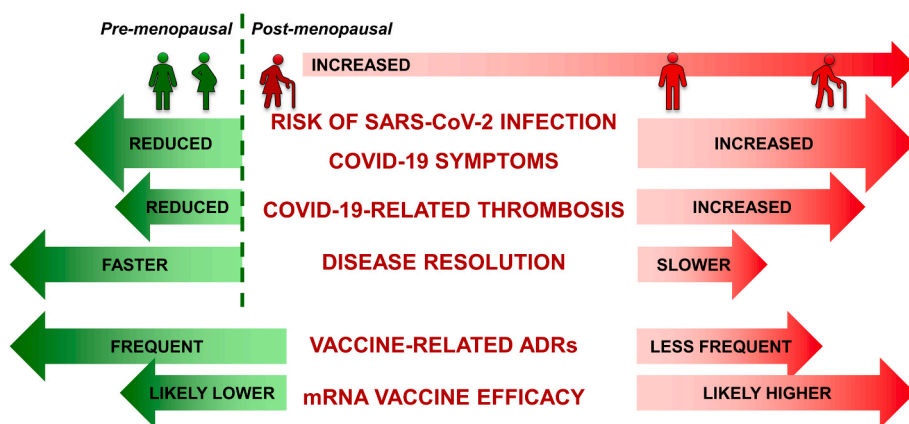 Pre-menopausal
Post-menopausal
INCREASED
RISK OF SARS-CoV-2 INFECTION
REDUCED
COVID-19 SYMPTOMS
INCREASED
REDUCED
COVID-19-RELATED THROMBOSIS
INCREASED
FASTER
DISEASE RESOLUTION
SLOWER
FREQUENT
VACCINE-RELATED ADRs
LESS FREQUENT
LIKELY LOWER
mRNA VACCINE EFFICACY
LIKELY HIGHER